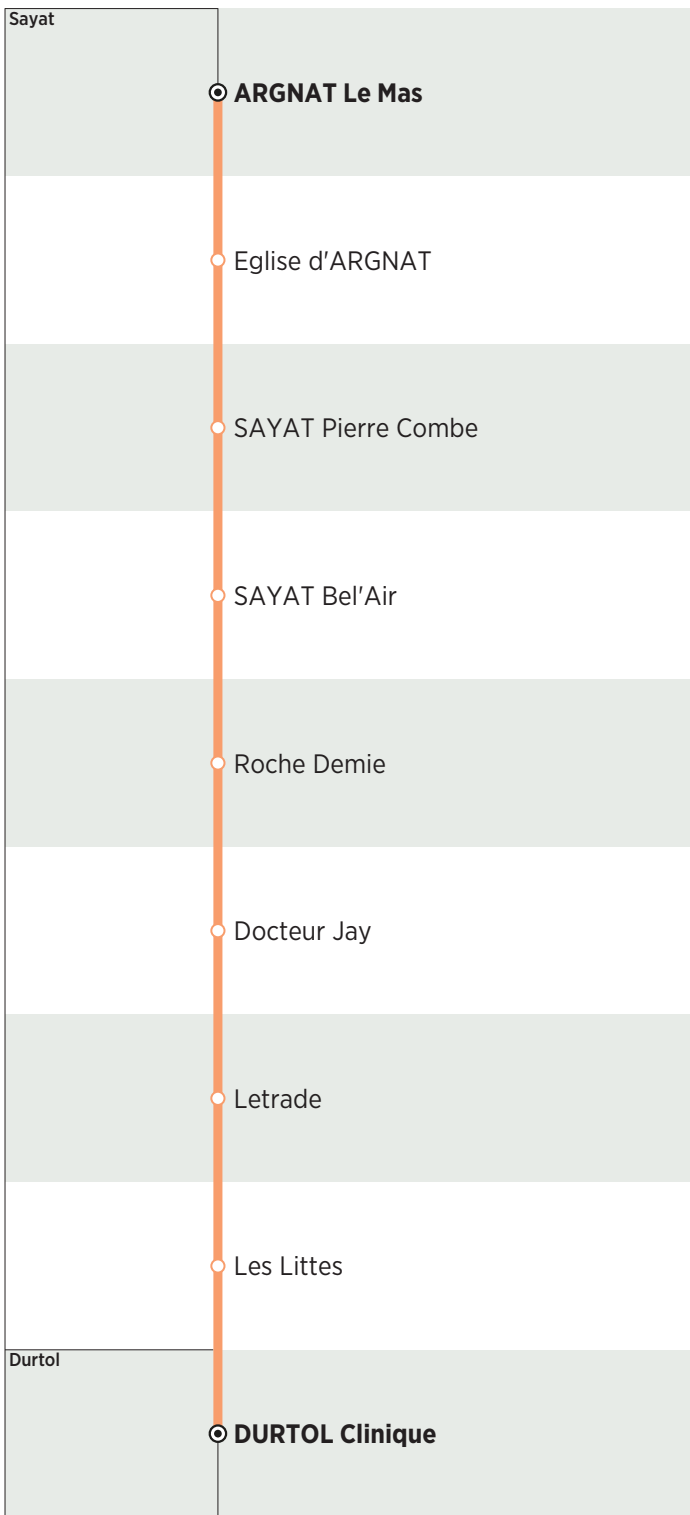 Sayat
ARGNAT Le Mas
Eglise d'ARGNAT
SAYAT Pierre Combe
SAYAT Bel'Air
Roche Demie
Docteur Jay
Letrade
Les Littes
Durtol
DURTOL Clinique